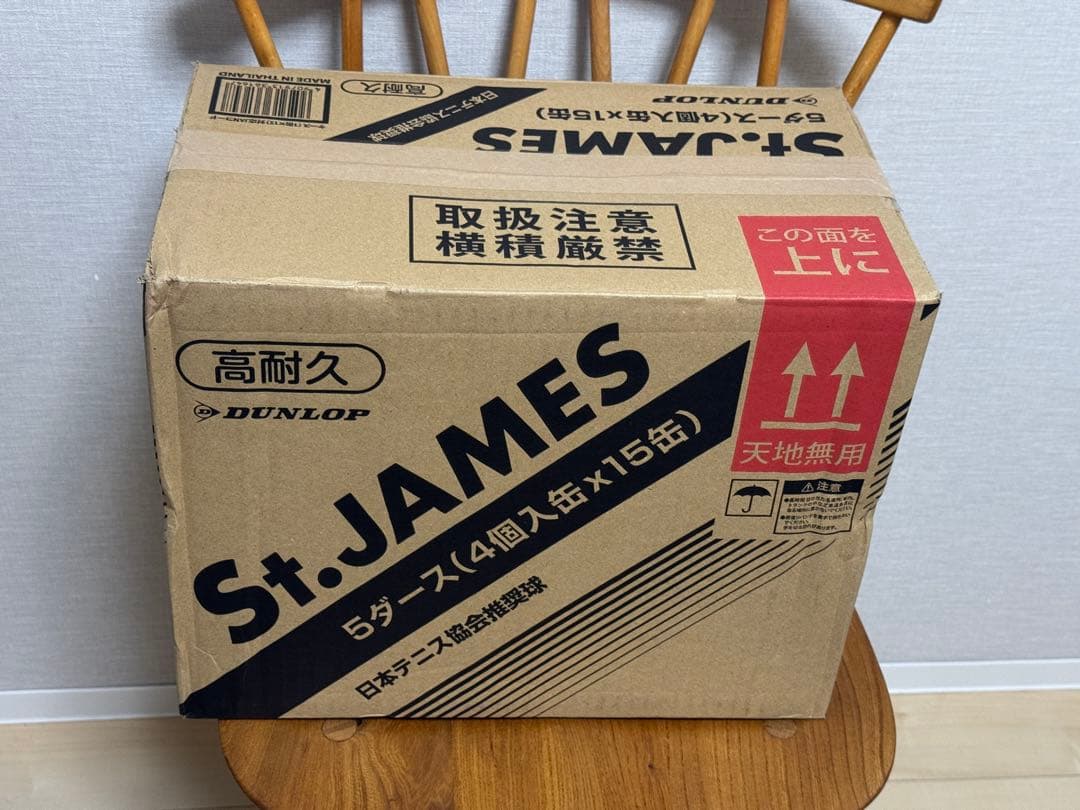 MADE IN THAILAND
高耐久
日本テニス協会推奨球
DUNLOP
5ダース(4個入缶x15缶)
St.JAMES
取扱注意
横積厳禁
この面を
上に
天地無用
高耐久
DUNLOP
St.JAMES
5ダース(4個入缶x15缶)
日本テニス協会推奨球
注意